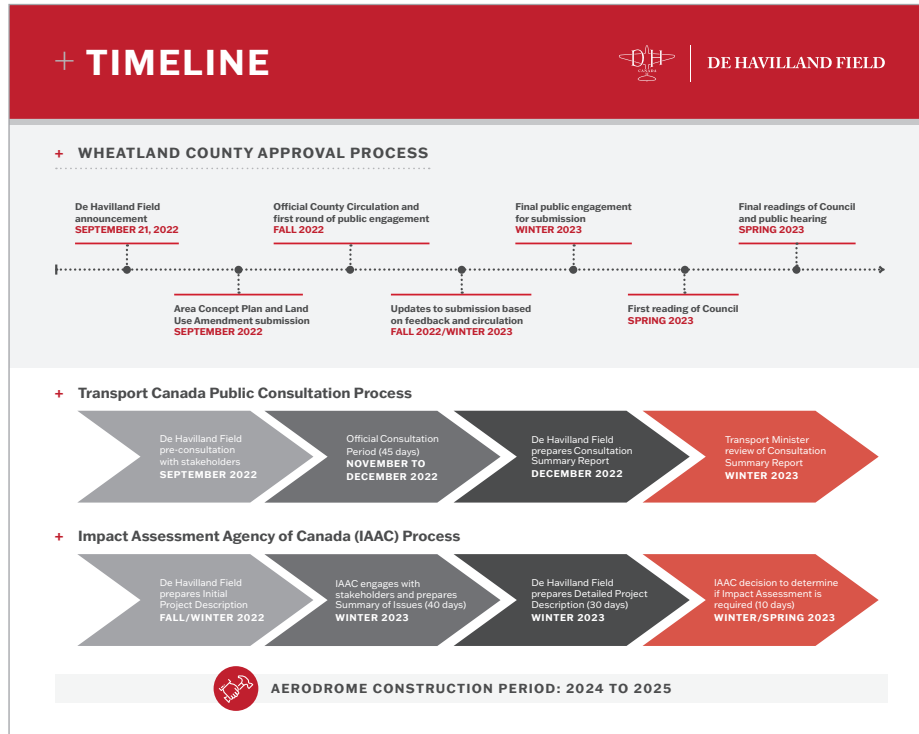 + TIMELINE
DH
CANADA
DE HAVILLAND FIELD
+ WHEATLAND COUNTY APPROVAL PROCESS
De Havilland Field
announcement
SEPTEMBER 21, 2022
Official County Circulation and
first round of public engagement
FALL 2022
Final public engagement
for submission
WINTER 2023
Final readings of Council
and public hearing
SPRING 2023
Area Concept Plan and Land
Use Amendment submission
SEPTEMBER 2022
Updates to submission based
on feedback and circulation
FALL 2022/WINTER 2023
First reading of Council
SPRING 2023
+ Transport Canada Public Consultation Process
De Havilland Field
pre-consultation
with stakeholders
SEPTEMBER 2022
Official Consultation
Period (45 days)
NOVEMBER TO
DECEMBER 2022
De Havilland Field
prepares Consultation
Summary Report
DECEMBER 2022
Transport Minister
review of Consultation
Summary Report
WINTER 2023
+ Impact Assessment Agency of Canada (IAAC) Process
De Havilland Field
prepares Initial
Project Description
FALL/WINTER 2022
IAAC engages with
stakeholders and prepares
Summary of Issues (40 days)
WINTER 2023
De Havilland Field
prepares Detailed Project
Description (30 days)
WINTER 2023
IAAC decision to determine
if Impact Assessment is
required (10 days)
WINTER/SPRING 2023
AERODROME CONSTRUCTION PERIOD: 2024 TO 2025